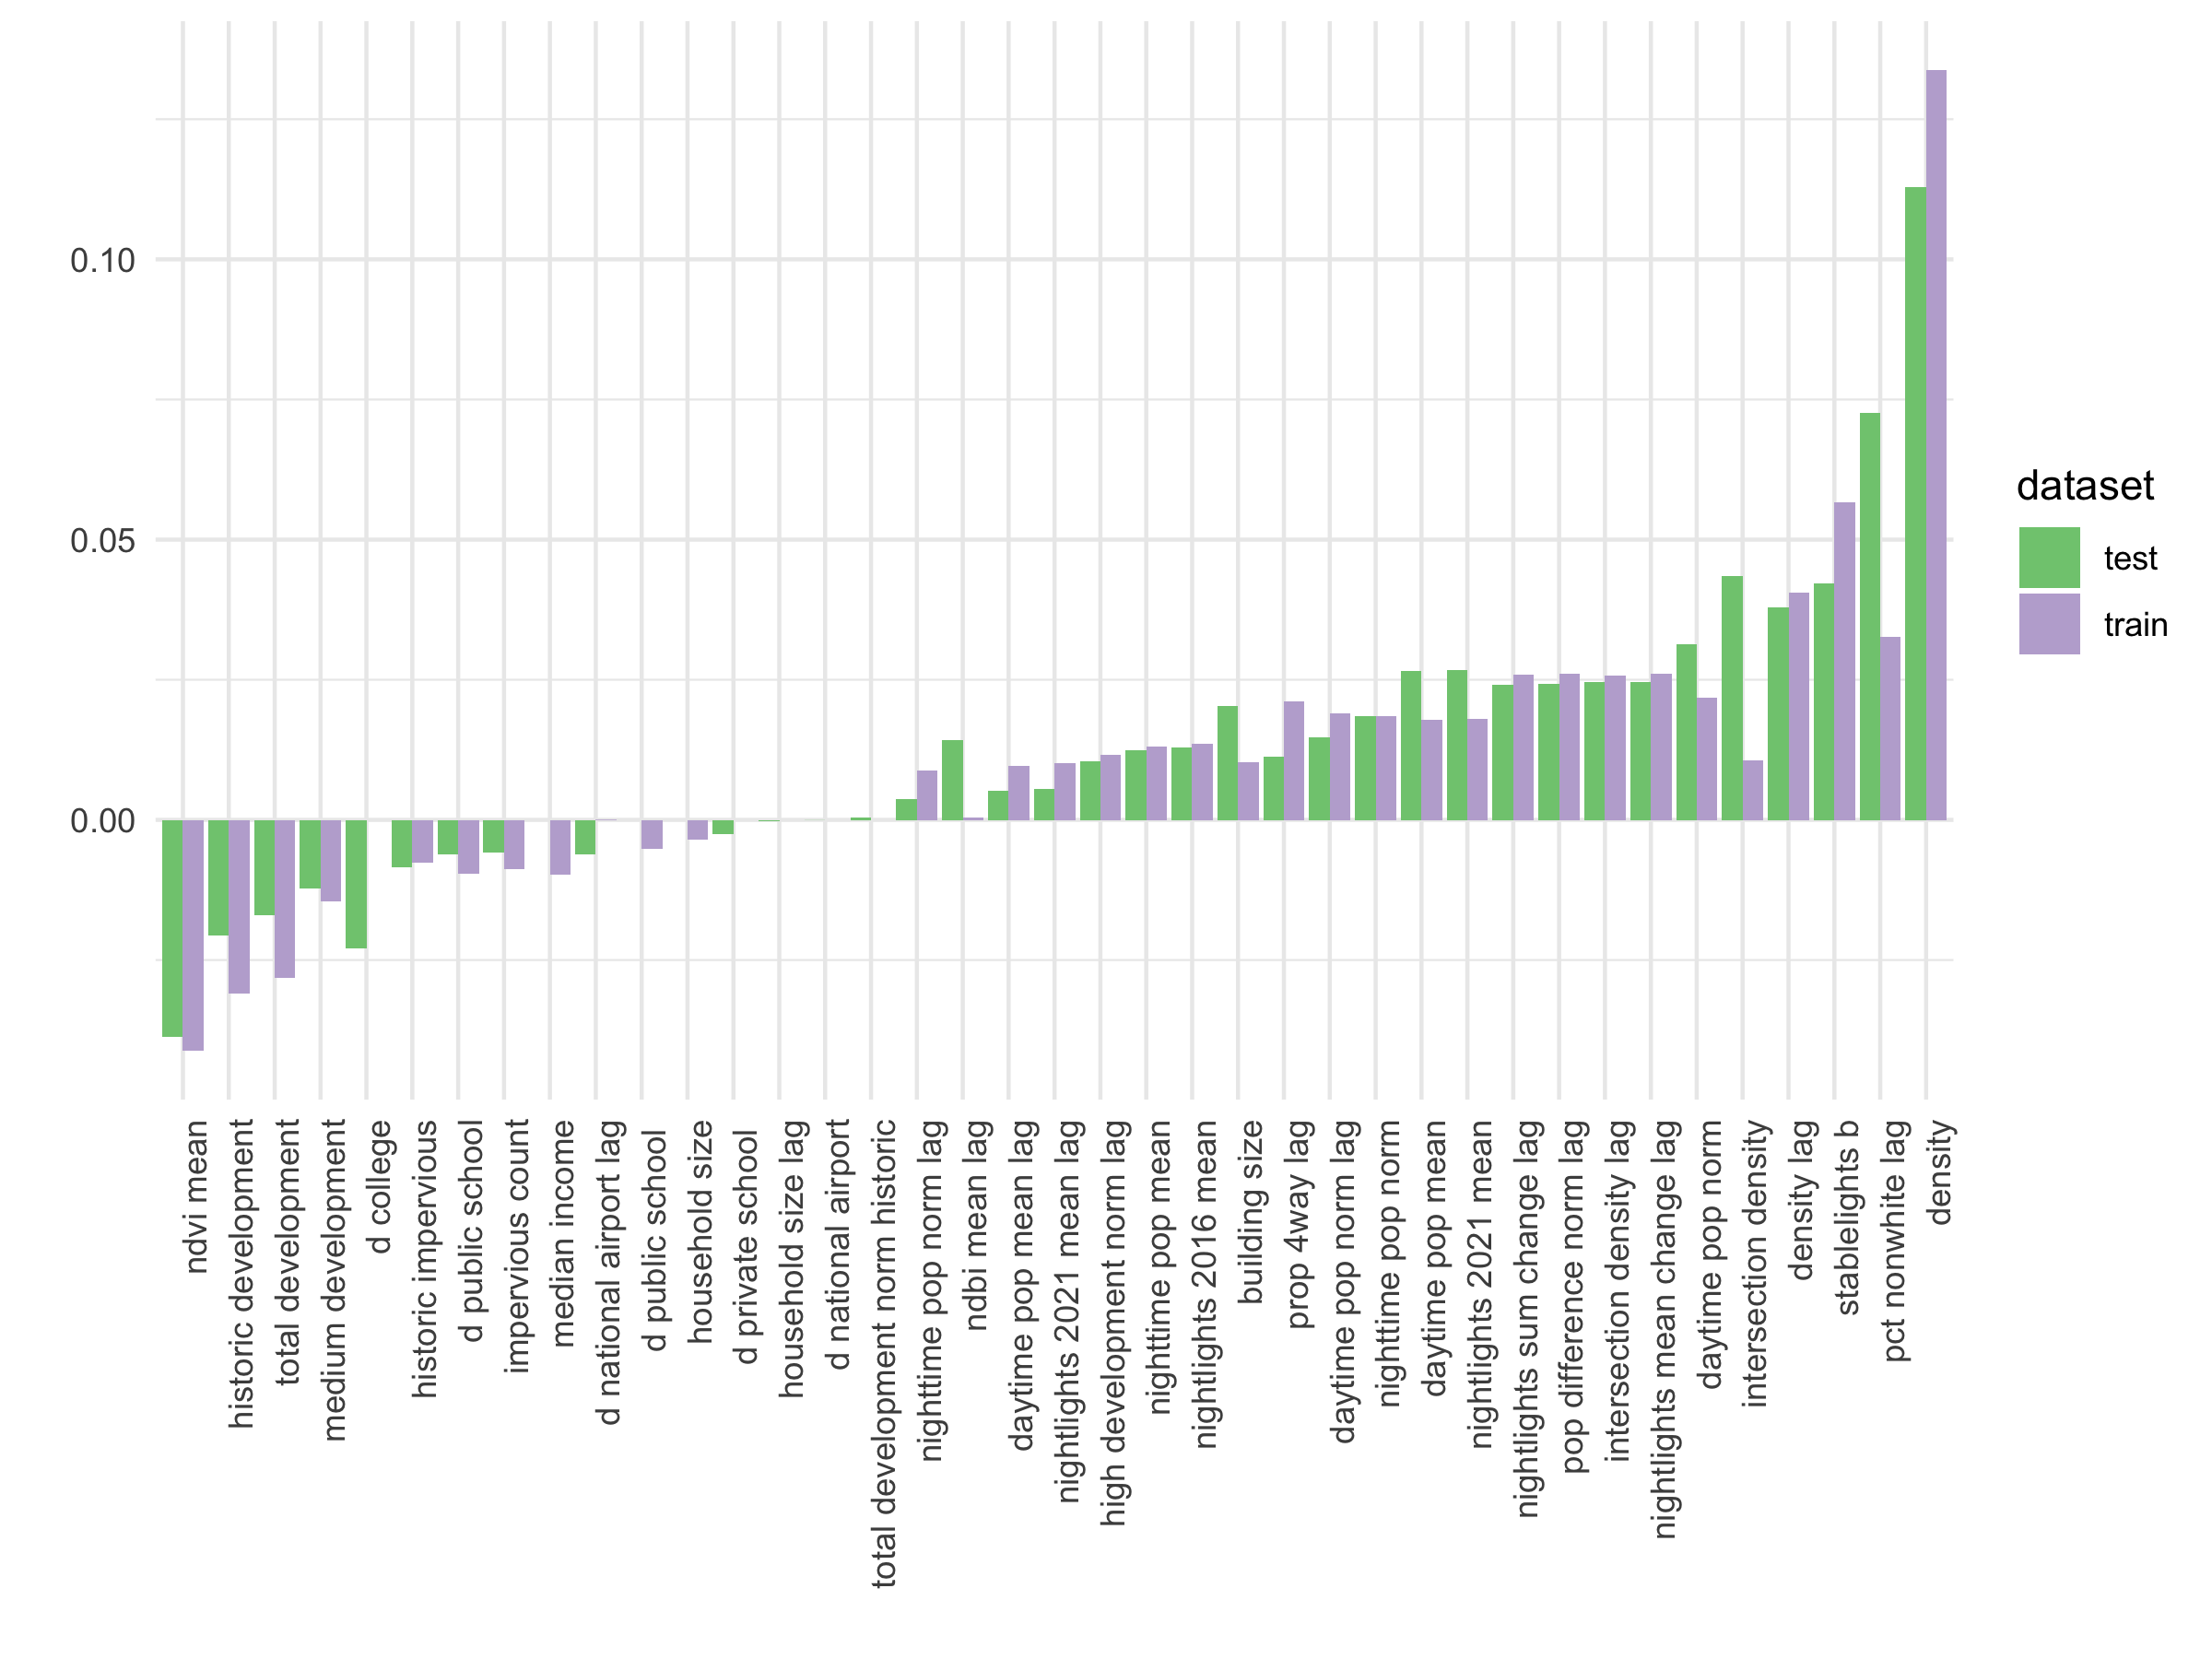 0.10
0.05
0.00
ndvi mean
historic development
total development
medium development
d college
historic impervious
d public school
impervious count
median income
d national airport lag
d public school
household size
d private school
household size lag
d national airport
total development norm historic
nighttime pop norm lag
ndbi mean lag
daytime pop mean lag
nightlights 2021 mean lag
high development norm lag
nighttime pop mean
nightlights 2016 mean
building size
prop 4way lag
daytime pop norm lag
nighttime pop norm
daytime pop mean
nightlights 2021 mean
nightlights sum change lag
pop difference norm lag
intersection density lag
nightlights mean change lag
daytime pop norm
intersection density
density lag
stablelights b
pct nonwhite lag
density
dataset
test
train